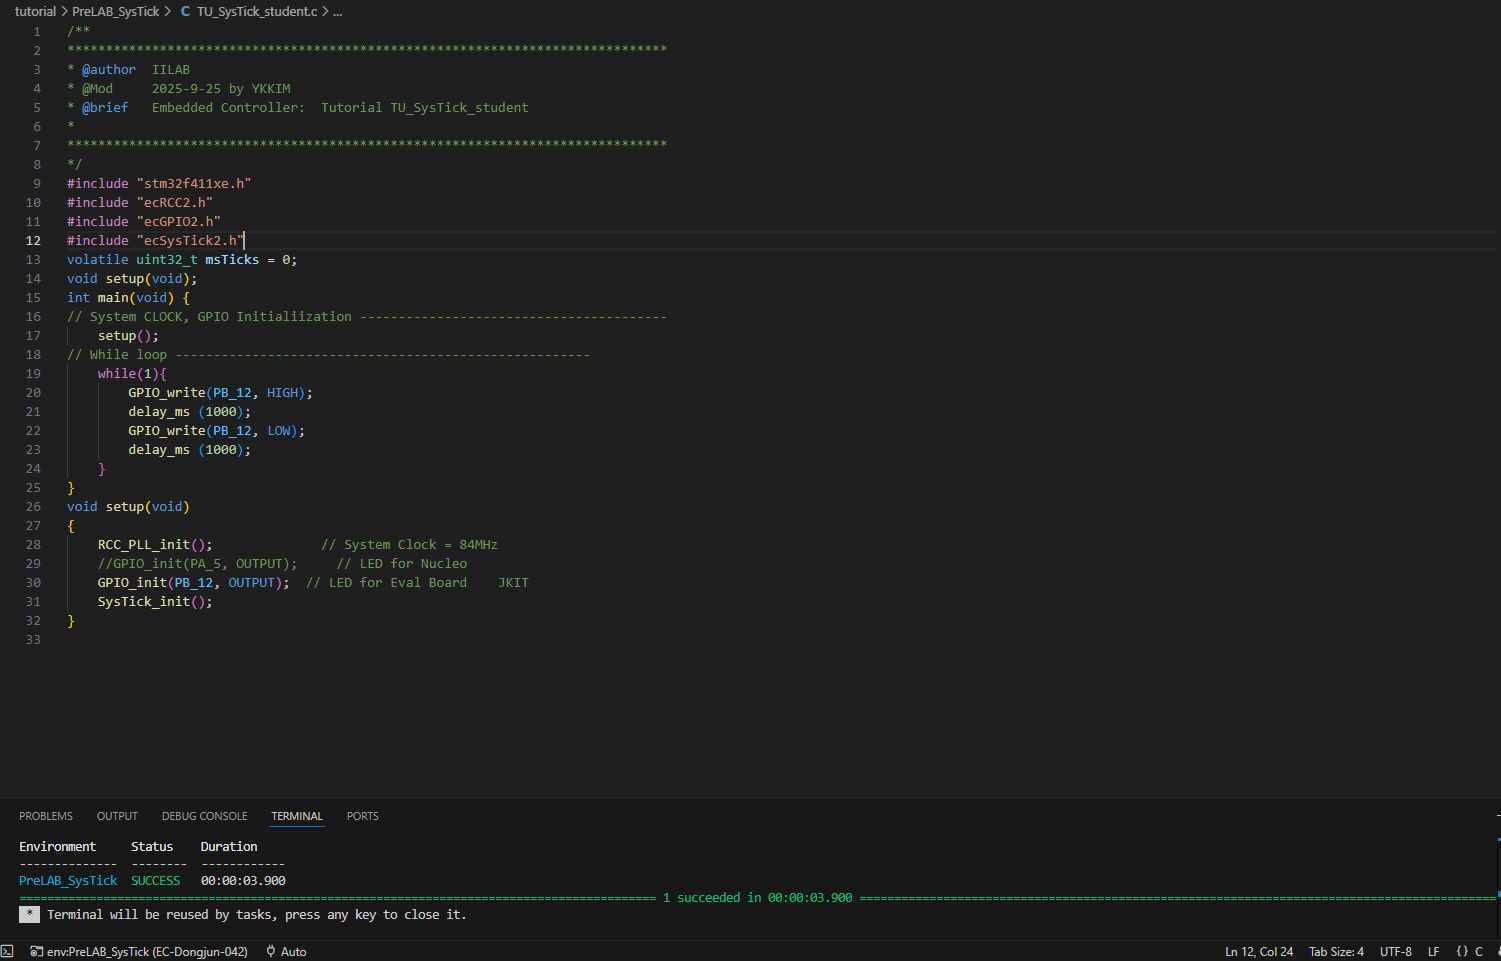 tutorial > PreLAB_SysTick > C TU_SysTick_student.c > ...
1 /**
2 ******************************************************************************
3 * @author  IILAB
4 * @Mod     2025-9-25 by YKKIM
5 * @brief   Embedded Controller:  Tutorial TU_SysTick_student
6 *
7 ******************************************************************************
8 */
9 #include "stm32f411xe.h"
10 #include "ecRCC2.h"
11 #include "ecGPIO2.h"
12 #include "ecSysTick2.h"
13 volatile uint32_t msTicks = 0;
14 void setup(void);
15 int main(void) {
16 // System CLOCK, GPIO Initialiization ----------------------------------------
17     setup();
18 // While loop ------------------------------------------------------
19     while(1){
20         GPIO_write(PB_12, HIGH);
21         delay_ms (1000);
22         GPIO_write(PB_12, LOW);
23         delay_ms (1000);
24     }
25 }
26 void setup(void)
27 {
28     RCC_PLL_init();              // System Clock = 84MHz
29     //GPIO_init(PA_5, OUTPUT);     // LED for Nucleo
30     GPIO_init(PB_12, OUTPUT);  // LED for Eval Board    JKIT
31     SysTick_init();
32 }
33
PROBLEMS OUTPUT DEBUG CONSOLE TERMINAL PORTS
Environment Status Duration
-------------- -------- ------------
PreLAB_SysTick SUCCESS 00:00:03.900
=========================================================================================== 1 succeeded in 00:00:03.900 ===========================================================================================
* Terminal will be reused by tasks, press any key to close it.
env:PreLAB_SysTick (EC-Dongjun-042) Auto Ln 12, Col 24 Tab Size: 4 UTF-8 LF {} C